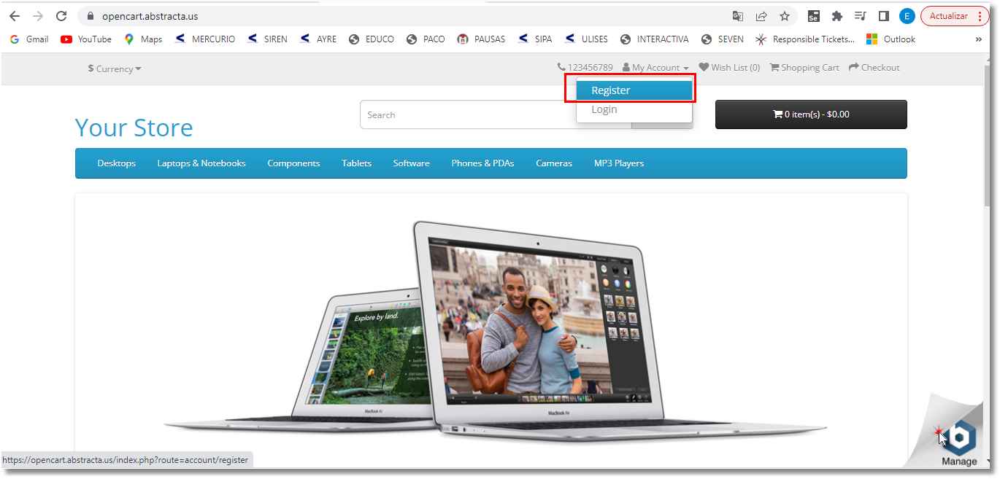 opencart.abstracta.us
Se
E
Actualizar
G Gmail YouTube Maps MERCURIO SIREN AYRE EDUCO PACO PAUSAS SIPA ULISES INTERACTIVA SEVEN Responsible Tickets... Outlook »
$ Currency 123456789 My Account Wish List (0) Shopping Cart Checkout
Register
Login
Search
0 item(s) - $0.00
Your Store
Desktops Laptops & Notebooks Components Tablets Software Phones & PDAs Cameras MP3 Players
Explore by land.
MacBook Air
MacBook Air
https://opencart.abstracta.us/index.php?route=account/register
b
Manage